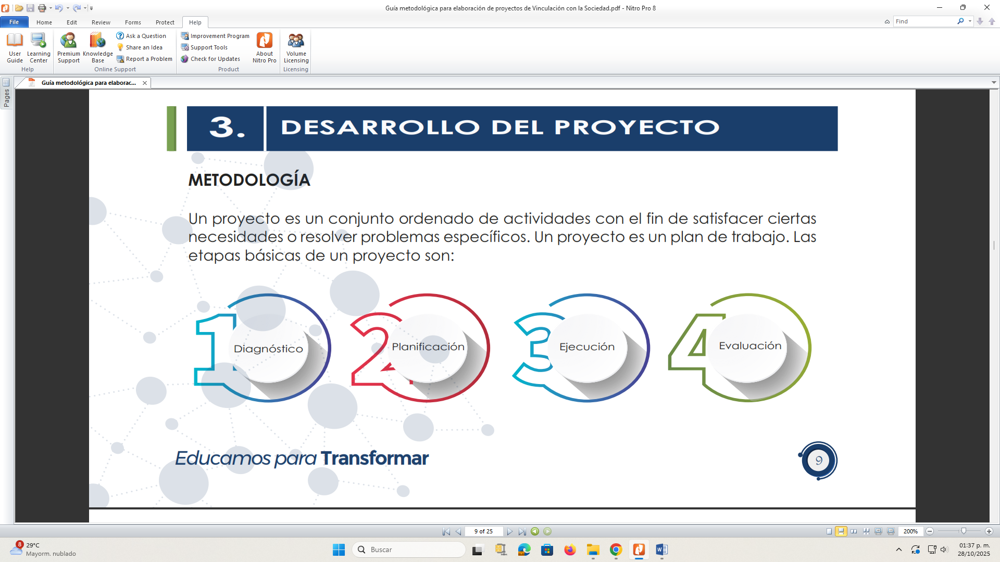 Guía metodológica para elaboración de proyectos de Vinculación con la Sociedad.pdf - Nitro Pro 8
File Home Edit Review Forms Protect Help
Find
User Guide
Learning Center
Help
Premium Support
Knowledge Base
Ask a Question
Share an Idea
Report a Problem
Online Support
Improvement Program
Support Tools
Check for Updates
About Nitro Pro
Product
Volume Licensing
Licensing
Guía metodológica para elaborac...
Pages
3. DESARROLLO DEL PROYECTO
METODOLOGÍA
Un proyecto es un conjunto ordenado de actividades con el fin de satisfacer ciertas
necesidades o resolver problemas específicos. Un proyecto es un plan de trabajo. Las
etapas básicas de un proyecto son:
1 Diagnóstico
2 Planificación
3 Ejecución
4 Evaluación
Educamos para Transformar
9
9 of 25
200%
8
29°C
Mayorm. nublado
Buscar
01:37 p. m.
28/10/2025